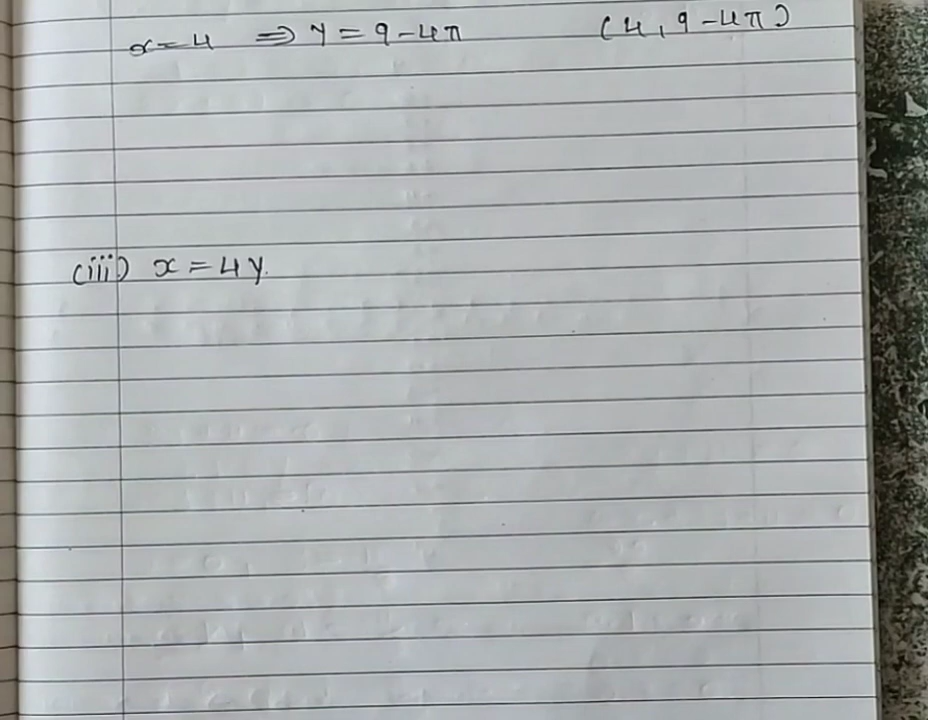 x = 4 ⇒ y = 9 - 4π (4, 9 - 4π)
(iii) x = 4y.